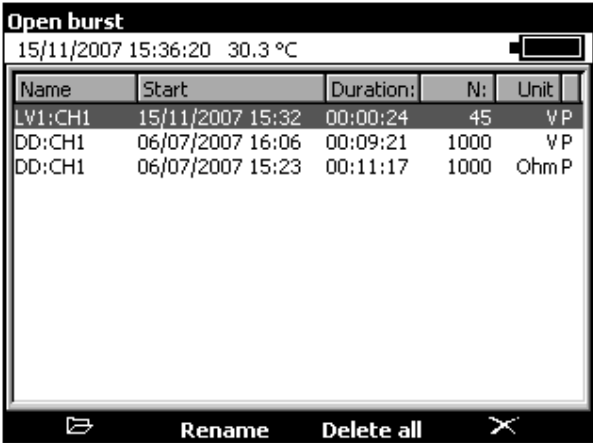 Open burst
15/11/2007 15:36:20 30.3 °C
Name Start Duration: N: Unit
LV1:CH1 15/11/2007 15:32 00:00:24 45 V P
DD:CH1 06/07/2007 16:06 00:09:21 1000 V P
DD:CH1 06/07/2007 15:23 00:11:17 1000 Ohm P
Rename Delete all